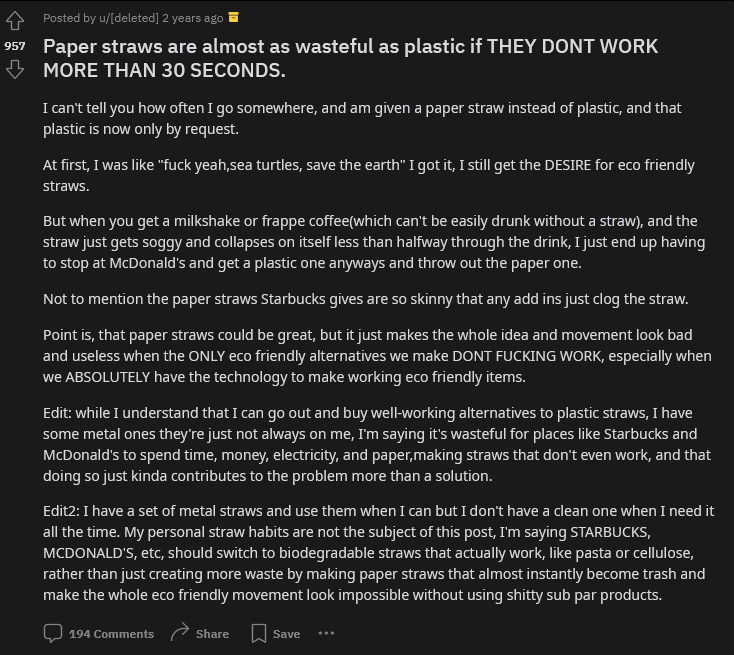 Posted by u/[deleted] 2 years ago
957
Paper straws are almost as wasteful as plastic if THEY DONT WORK
MORE THAN 30 SECONDS.
I can't tell you how often I go somewhere, and am given a paper straw instead of plastic, and that
plastic is now only by request.
At first, I was like "fuck yeah,sea turtles, save the earth" I got it, I still get the DESIRE for eco friendly
straws.
But when you get a milkshake or frappe coffee(which can't be easily drunk without a straw), and the
straw just gets soggy and collapses on itself less than halfway through the drink, I just end up having
to stop at McDonald's and get a plastic one anyways and throw out the paper one.
Not to mention the paper straws Starbucks gives are so skinny that any add ins just clog the straw.
Point is, that paper straws could be great, but it just makes the whole idea and movement look bad
and useless when the ONLY eco friendly alternatives we make DONT FUCKING WORK, especially when
we ABSOLUTELY have the technology to make working eco friendly items.
Edit: while I understand that I can go out and buy well-working alternatives to plastic straws, I have
some metal ones they're just not always on me, I'm saying it's wasteful for places like Starbucks and
McDonald's to spend time, money, electricity, and paper,making straws that don't even work, and that
doing so just kinda contributes to the problem more than a solution.
Edit2: I have a set of metal straws and use them when I can but I don't have a clean one when I need it
all the time. My personal straw habits are not the subject of this post, I'm saying STARBUCKS,
MCDONALD'S, etc, should switch to biodegradable straws that actually work, like pasta or cellulose,
rather than just creating more waste by making paper straws that almost instantly become trash and
make the whole eco friendly movement look impossible without using shitty sub par products.
194 Comments Share Save